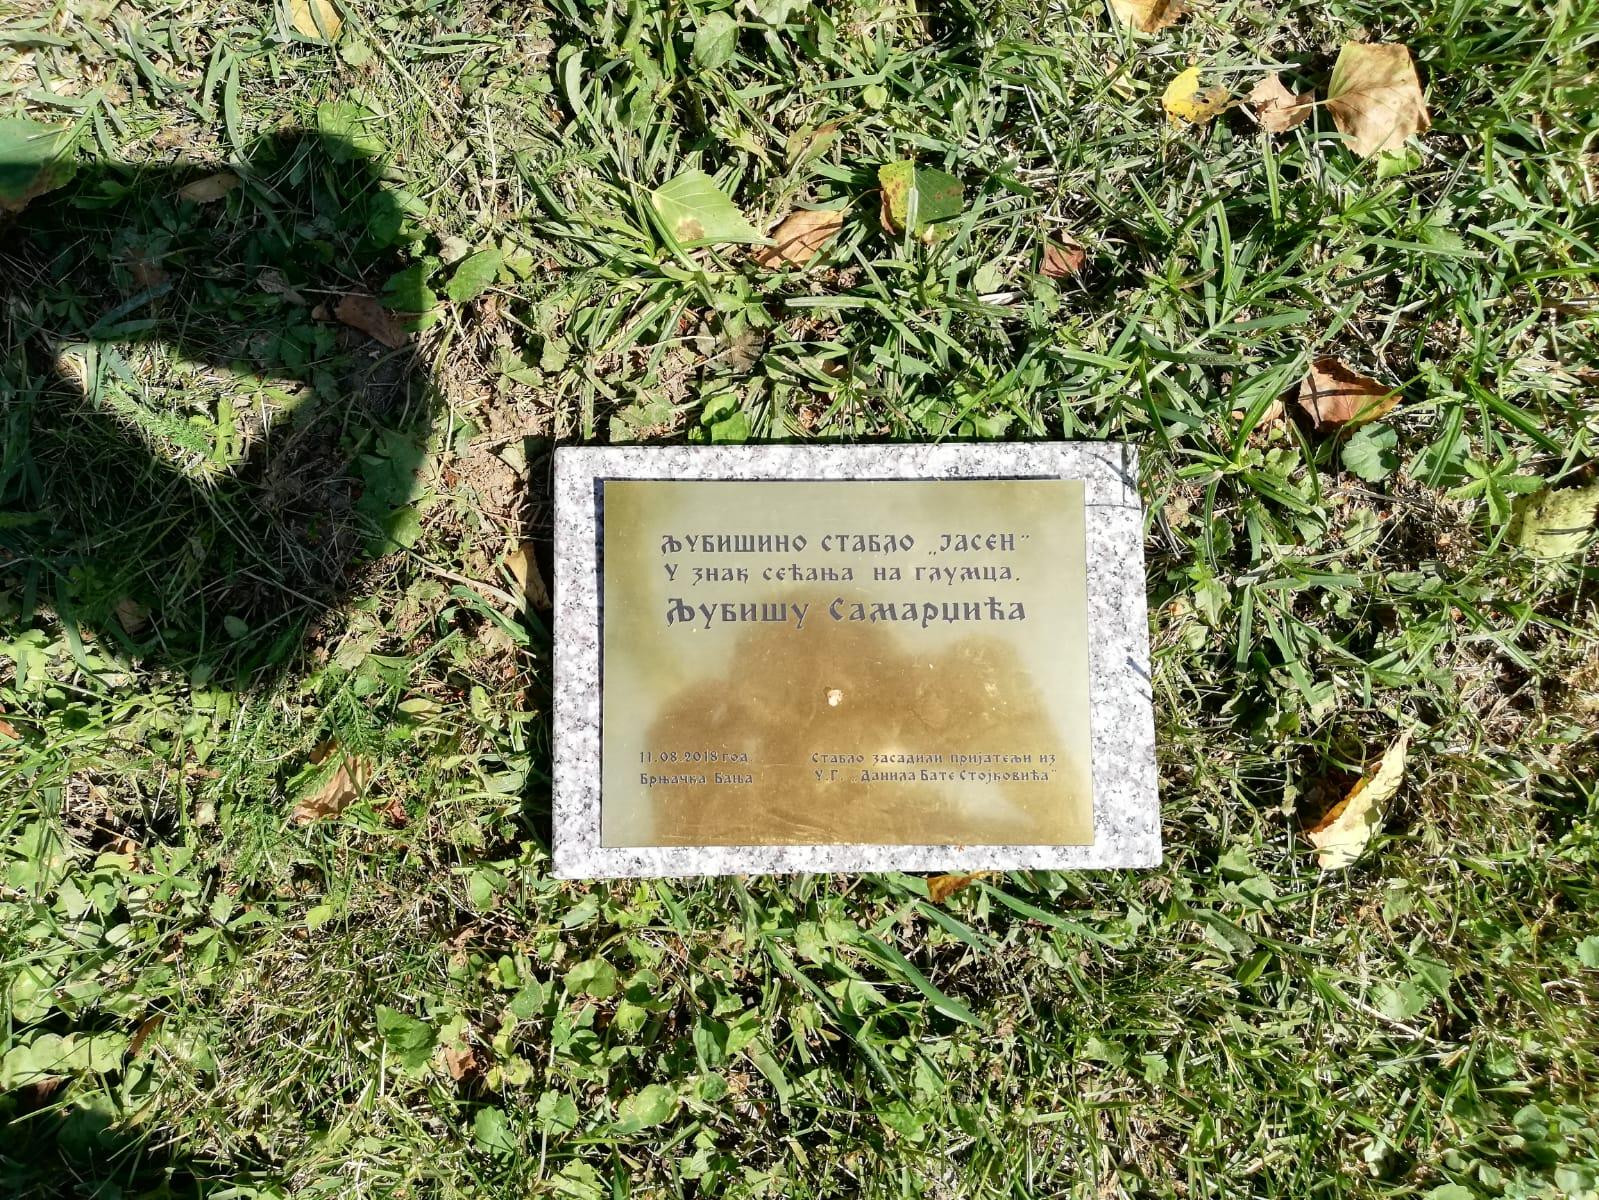 Љубишино стабло „Јасен"
У знак сећања на глумца.
Љубишу Самарџића
11.08.2018 год.
Брњачка Бања
Стабло засадили пријатељи из
У.Г. „Данила Бате Стојковића"